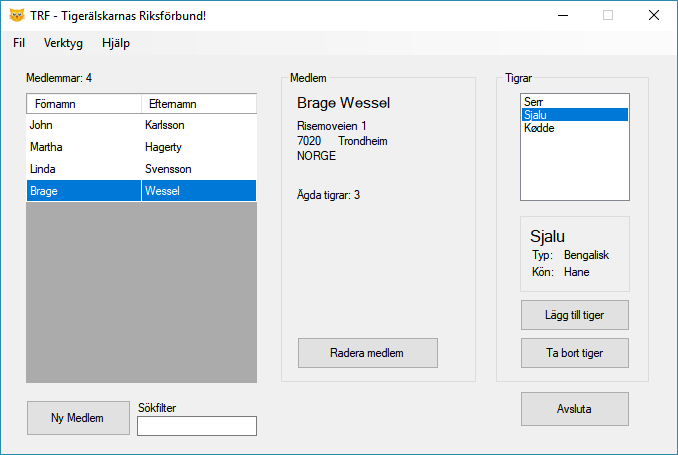 TRF - Tigerälskarnas Riksförbund!
Fil Verktyg Hjälp
Medlemmar: 4
Förnamn Efternamn
John Karlsson
Martha Hagerty
Linda Svensson
Brage Wessel
Ny Medlem
Sökfilter
Medlem
Brage Wessel
Risemoveien 1
7020 Trondheim
NORGE
Ägda tigrar: 3
Radera medlem
Tigrar
Serr
Sjalu
Kødde
Sjalu
Typ: Bengalisk
Kön: Hane
Lägg till tiger
Ta bort tiger
Avsluta